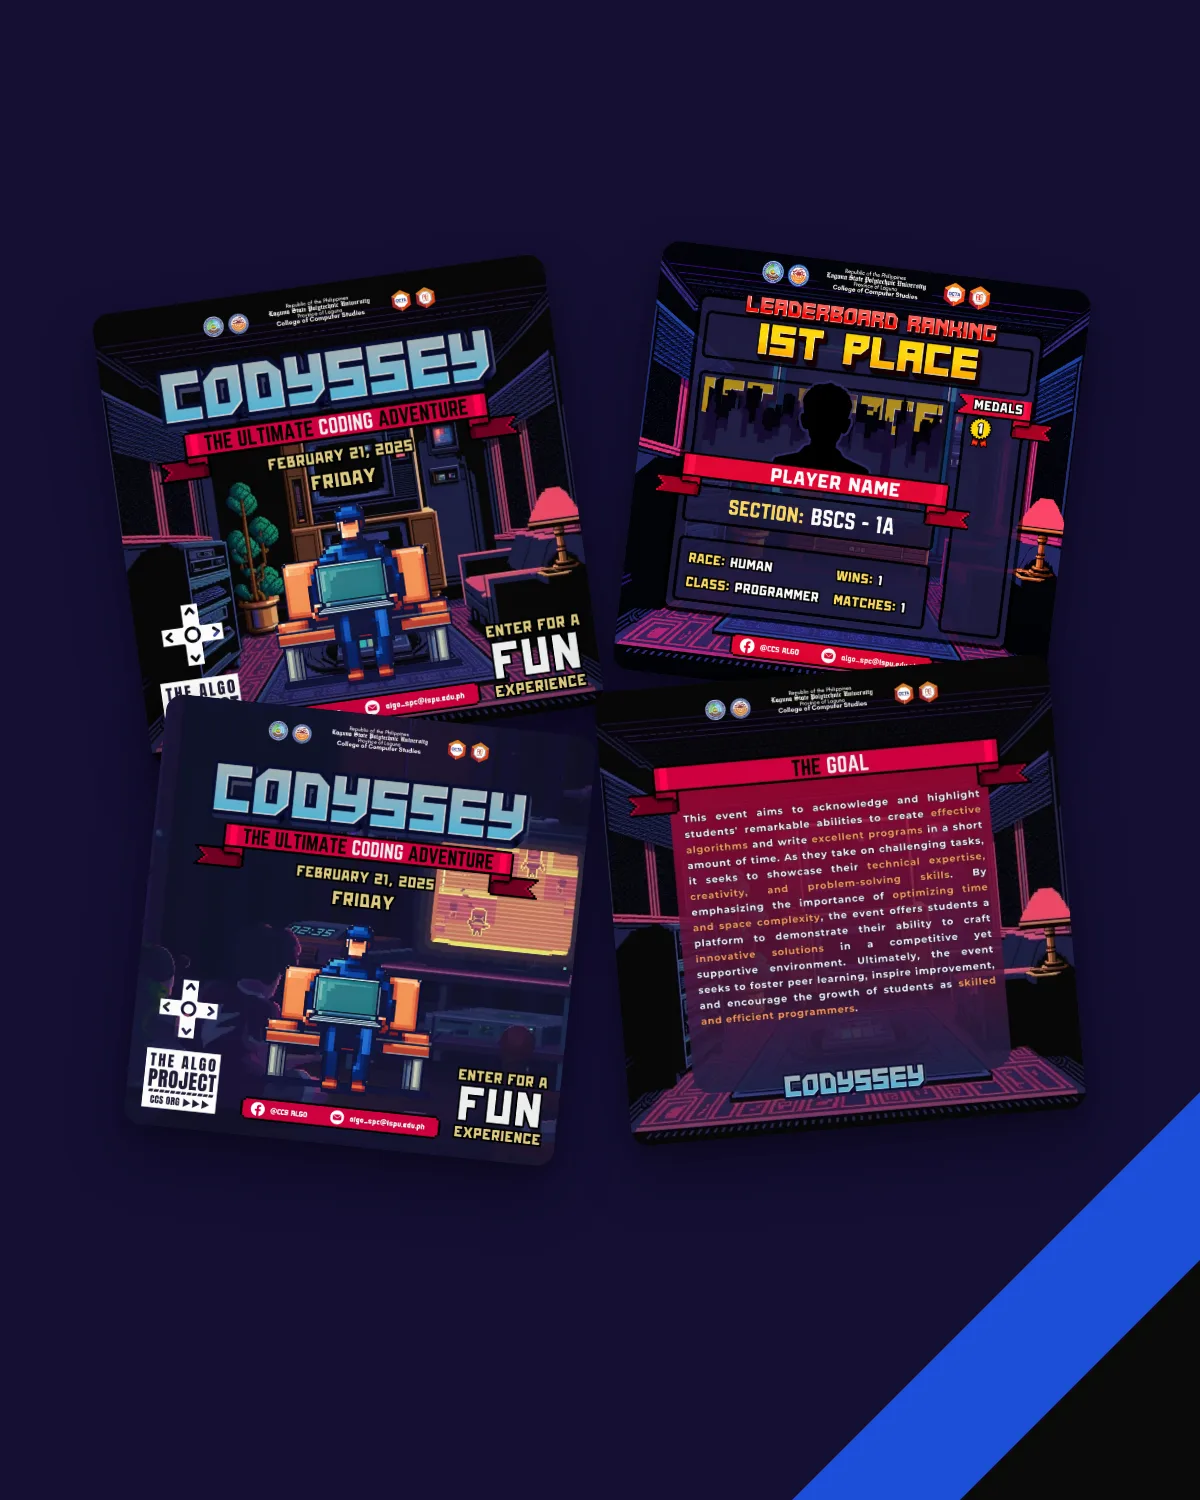 Republic of the Philippines
Laguna State Polytechnic University
Province of Laguna
College of Computer Studies
CODYSSEY
THE ULTIMATE CODING ADVENTURE
FEBRUARY 21, 2025
FRIDAY
ENTER FOR A
FUN
EXPERIENCE
THE ALGO
algo_spc@lspu.edu.ph
Republic of the Philippines
Laguna State Polytechnic University
Province of Laguna
College of Computer Studies
LEADERBOARD RANKING
1ST PLACE
MEDALS
1
PLAYER NAME
SECTION: BSCS - 1A
RACE: HUMAN
WINS: 1
CLASS: PROGRAMMER
MATCHES: 1
@CCS ALGO
algo_spc@lspu.edu
Republic of the Philippines
Laguna State Polytechnic University
Province of Laguna
College of Computer Studies
CODYSSEY
THE ULTIMATE CODING ADVENTURE
FEBRUARY 21, 2025
FRIDAY
02:35
THE ALGO
PROJECT
CCS ORG
@CCS ALGO
algo_spc@lspu.edu.ph
ENTER FOR A
FUN
EXPERIENCE
Republic of the Philippines
Laguna State Polytechnic University
Province of Laguna
College of Computer Studies
THE GOAL
This event aims to acknowledge and highlight
students' remarkable abilities to create effective
algorithms and write excellent programs in a short
amount of time. As they take on challenging tasks,
it seeks to showcase their technical expertise,
creativity, and problem-solving skills. By
emphasizing the importance of optimizing time
and space complexity, the event offers students a
platform to demonstrate their ability to craft
innovative solutions in a competitive yet
supportive environment. Ultimately, the event
seeks to foster peer learning, inspire improvement,
and encourage the growth of students as skilled
and efficient programmers.
CODYSSEY